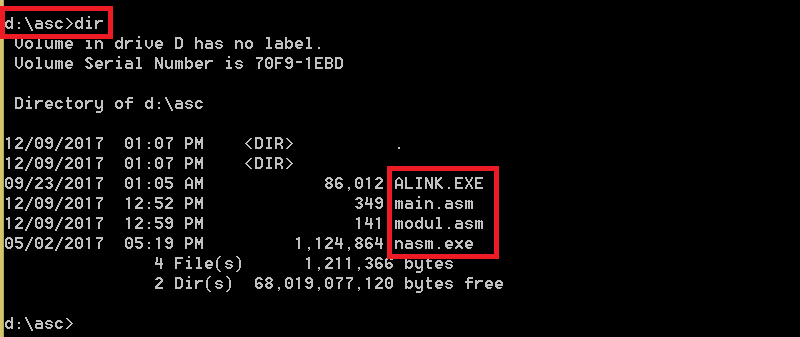 d:\asc>dir
Volume in drive D has no label.
Volume Serial Number is 70F9-1EBD
Directory of d:\asc
12/09/2017 01:07 PM <DIR> .
12/09/2017 01:07 PM <DIR>
09/23/2017 01:05 AM 86,012 ALINK.EXE
12/09/2017 12:52 PM 349 main.asm
12/09/2017 12:59 PM 141 modul.asm
05/02/2017 05:19 PM 1,124,864 nasm.exe
4 File(s) 1,211,366 bytes
2 Dir(s) 68,019,077,120 bytes free
d:\asc>